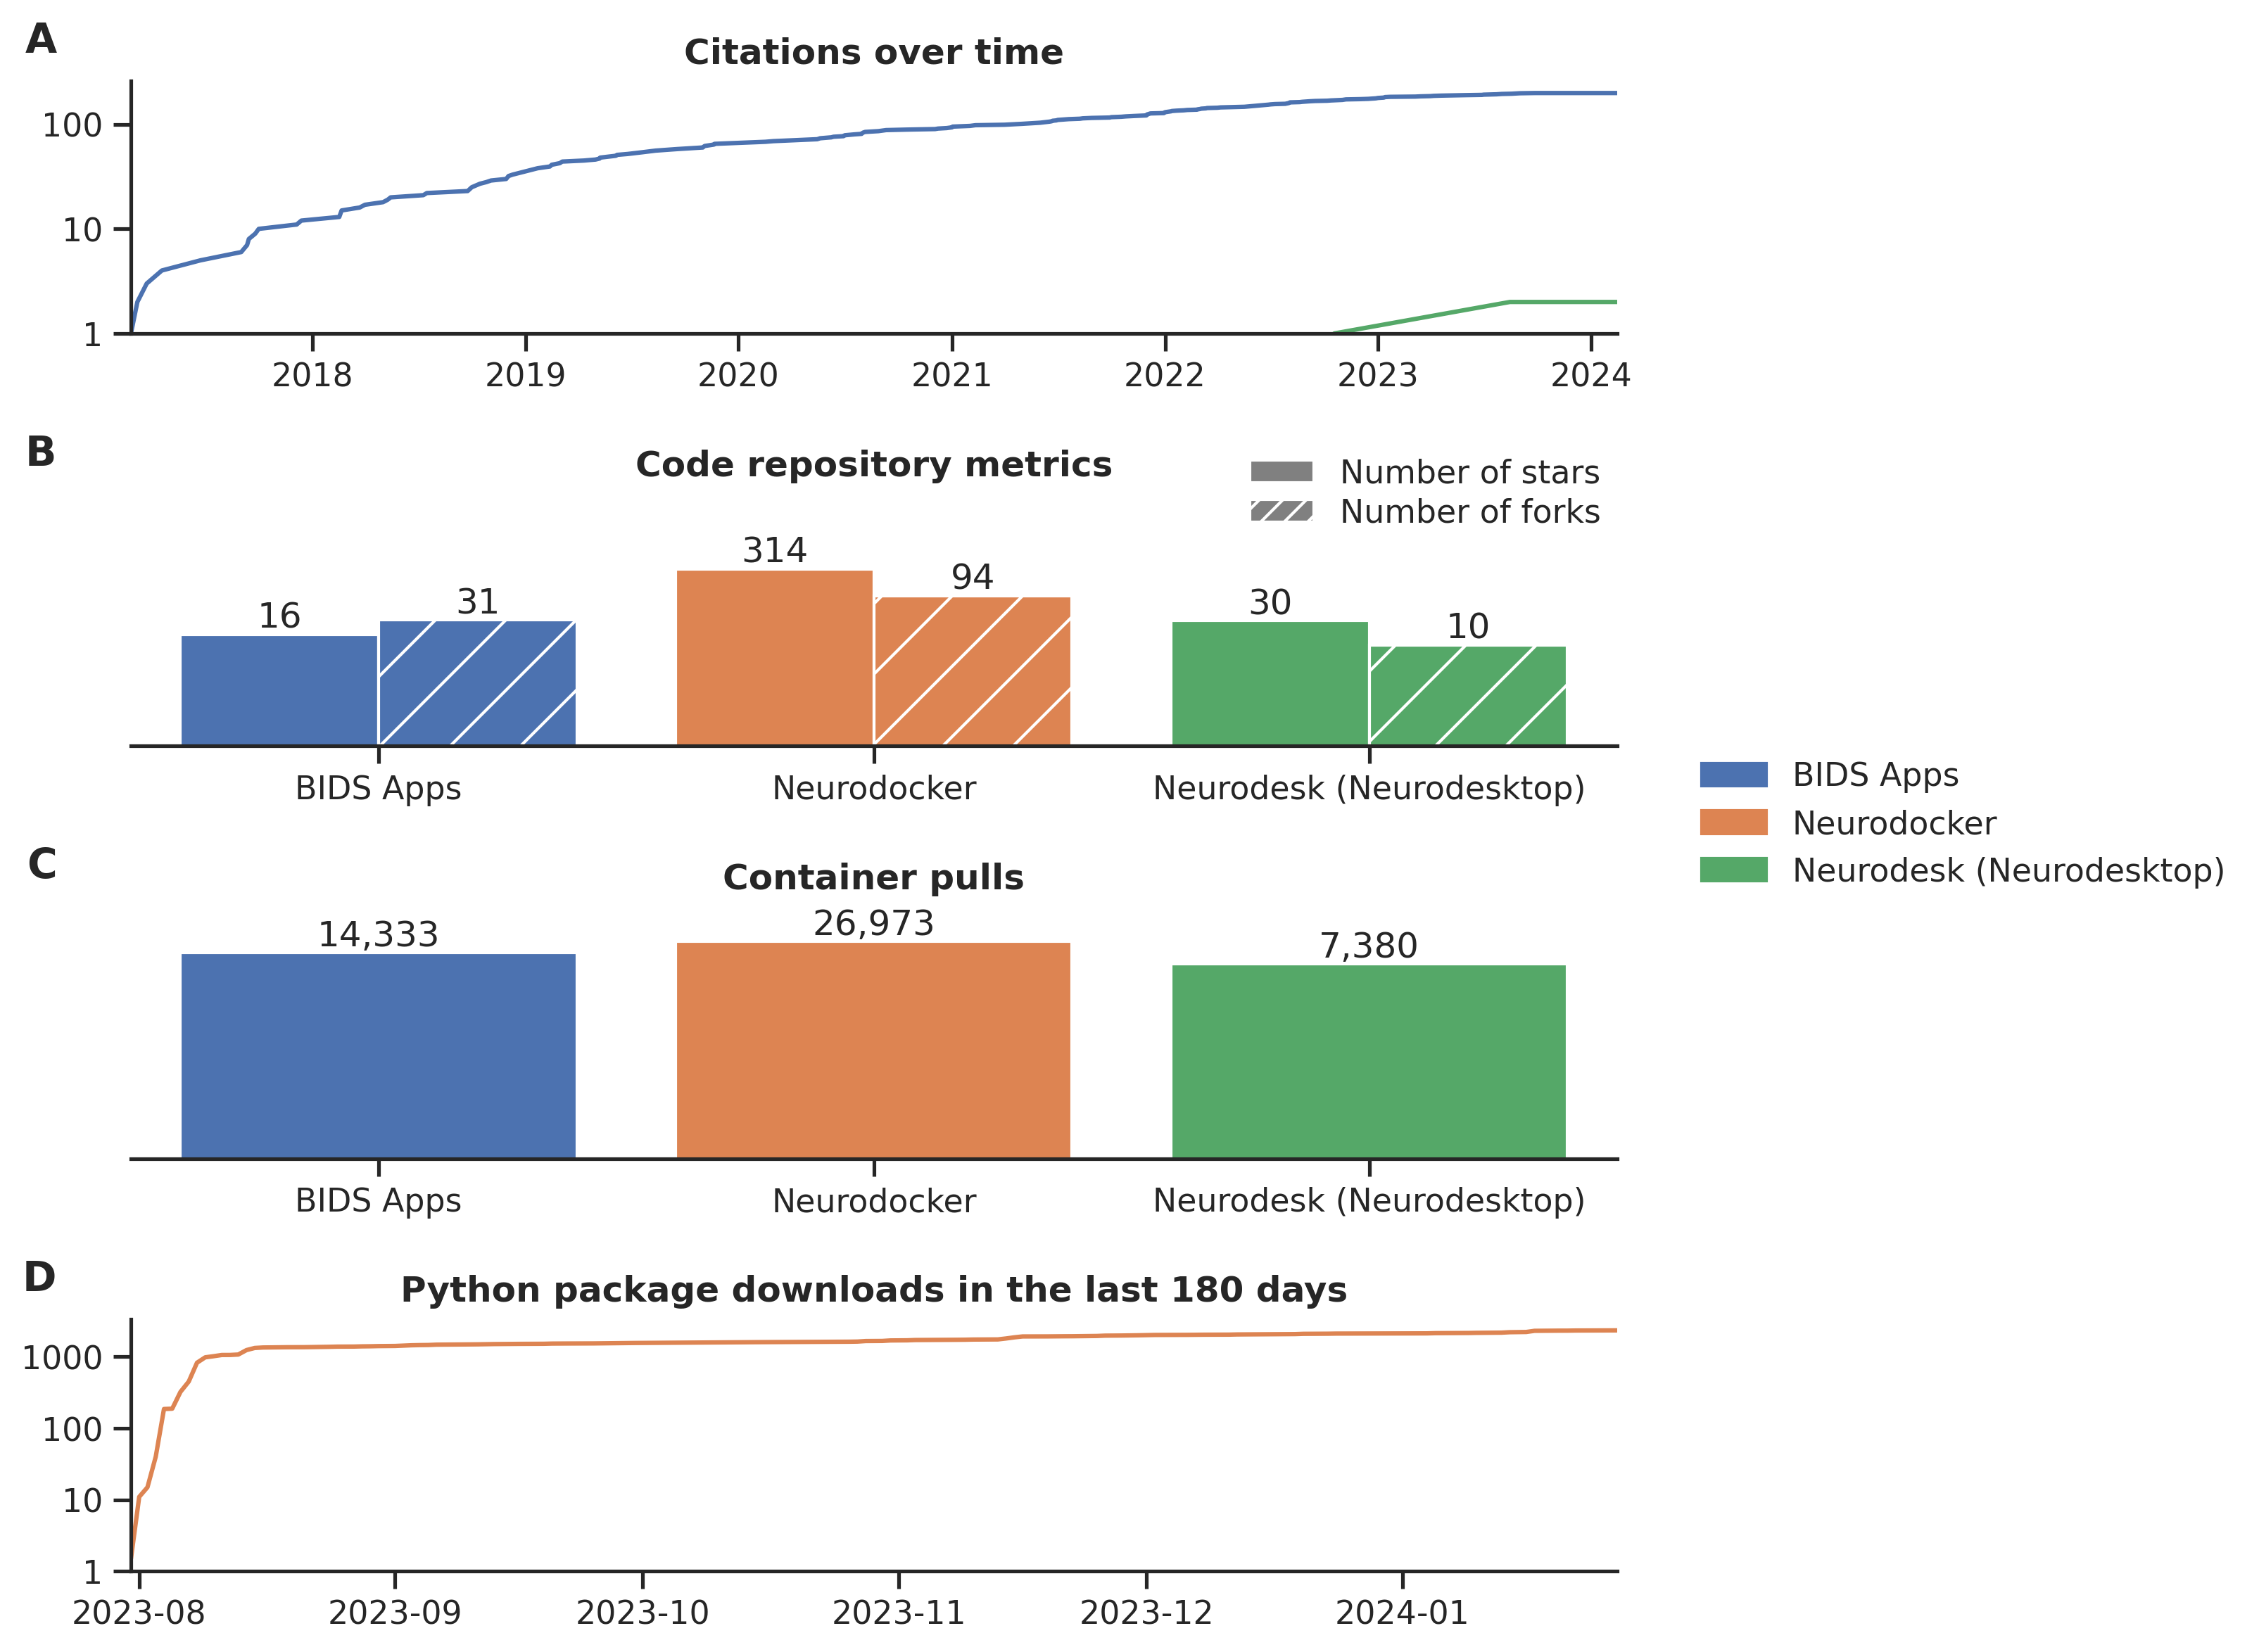 A
Citations over time
100
10
1
2018 2019 2020 2021 2022 2023 2024
B
Code repository metrics
Number of stars
Number of forks
16 31 314 94 30 10
BIDS Apps Neurodocker Neurodesk (Neurodesktop)
BIDS Apps
Neurodocker
Neurodesk (Neurodesktop)
C
Container pulls
14,333 26,973 7,380
BIDS Apps Neurodocker Neurodesk (Neurodesktop)
D
Python package downloads in the last 180 days
1000
100
10
1
2023-08 2023-09 2023-10 2023-11 2023-12 2024-01